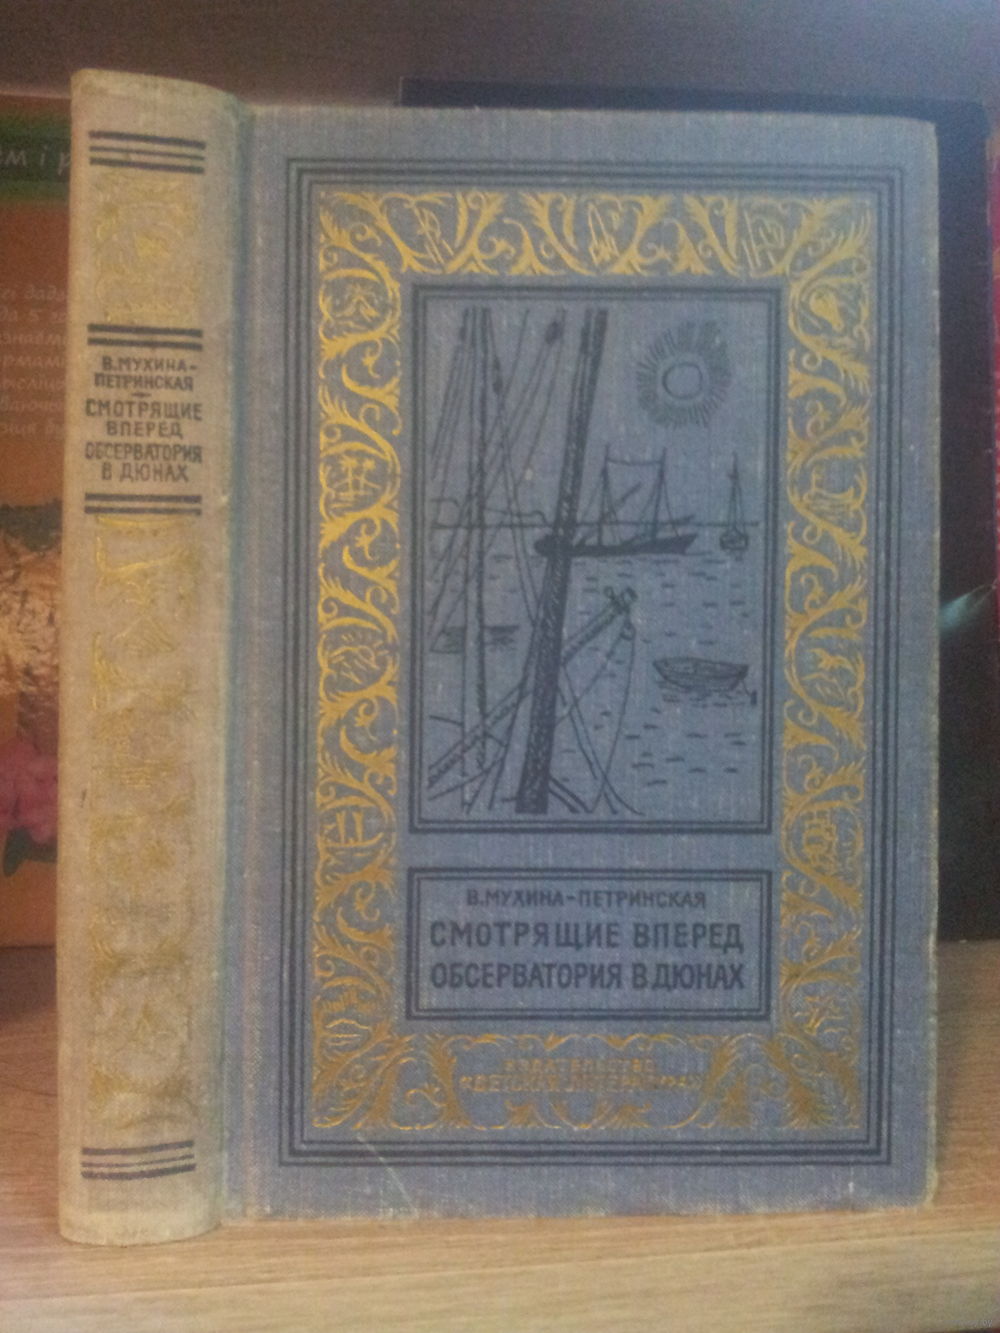 В. МУХИНА-
ПЕТРИНСКАЯ
СМОТРЯЩИЕ
ВПЕРЕД
ОБСЕРВАТОРИЯ
В ДЮНАХ
В. МУХИНА-ПЕТРИНСКАЯ
СМОТРЯЩИЕ ВПЕРЕД
ОБСЕРВАТОРИЯ В ДЮНАХ
ИЗДАТЕЛЬСТВО
«ДЕТСКАЯ ЛИТЕРАТУРА»